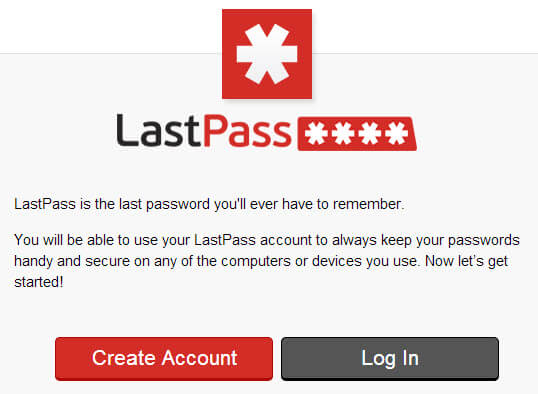 LastPass ****
LastPass is the last password you'll ever have to remember.
You will be able to use your LastPass account to always keep your passwords
handy and secure on any of the computers or devices you use. Now let's get
started!
Create Account
Log In